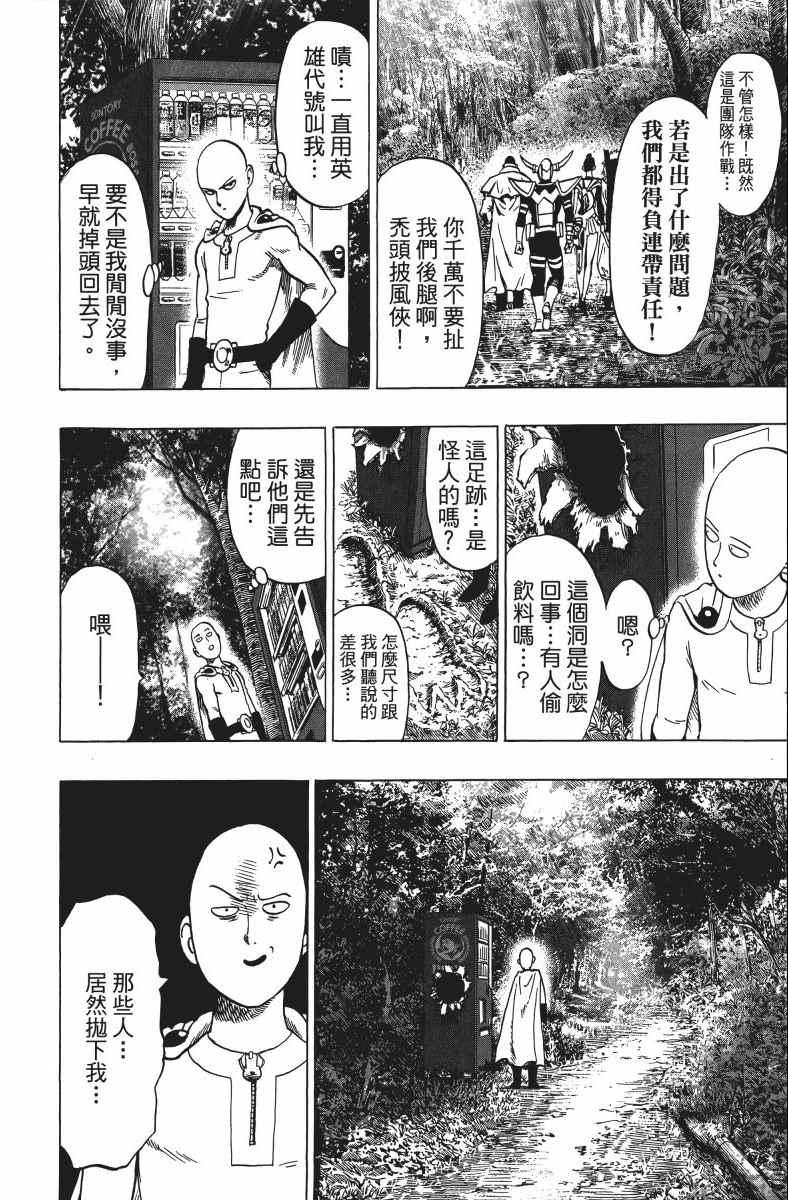 不管怎樣！既然
這是團隊作戰…
若是出了什麼問題，
我們都得負連帶責任！
你千萬不要扯
我們後腿啊，
禿頭披風俠！
嘖…一直用英
雄代號叫我…
要不是我閒閒沒事，
早就掉頭回去了。
BONTORY
COFFEE
BOSS
嗯？
這個洞是怎麼
回事…有人偷
飲料嗎…？
這足跡…是
怪人的嗎？
怎麼尺寸跟
我們聽說的
差很多…
還是先告
訴他們這
點吧…
喂——！
那些人…
居然拋下我…